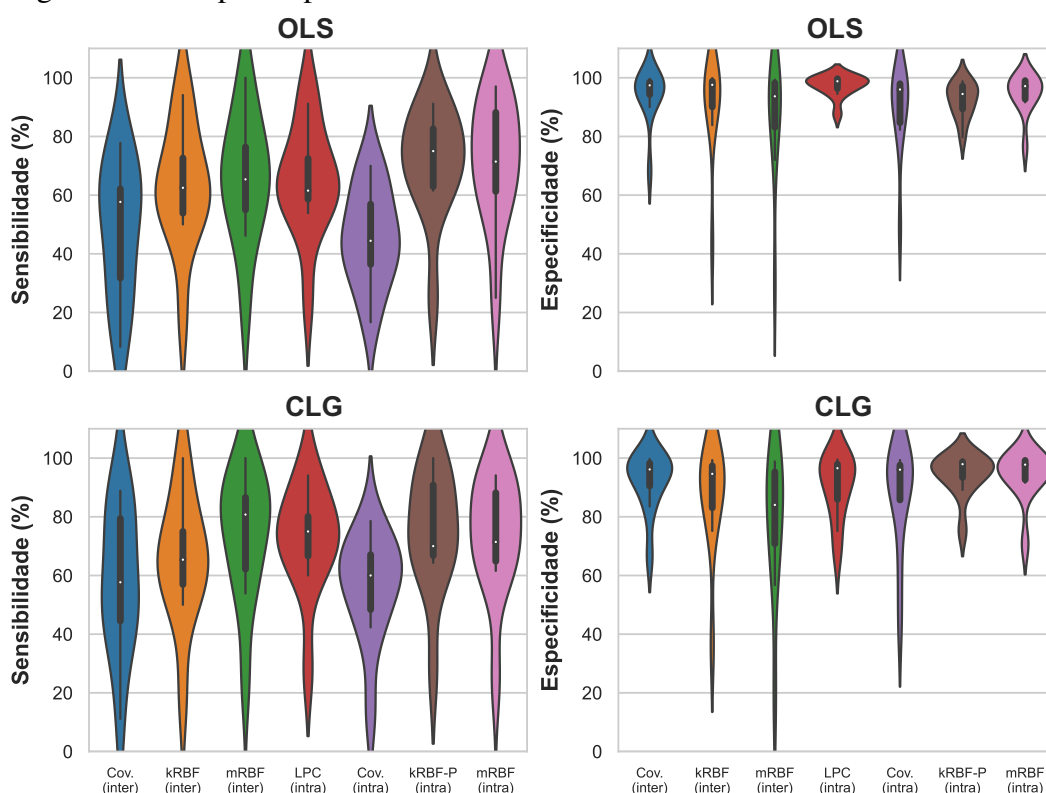 OLS
OLS
Sensibilidade (%)
100
80
60
40
20
0
Especificidade (%)
100
80
60
40
20
0
CLG
CLG
Sensibilidade (%)
100
80
60
40
20
0
Especificidade (%)
100
80
60
40
20
0
Cov. kRBF mRBF LPC Cov. kRBF-P mRBF
(inter) (inter) (inter) (intra) (intra) (intra) (intra)
Cov. kRBF mRBF LPC Cov. kRBF-P mRBF
(inter) (inter) (inter) (intra) (intra) (intra) (intra)